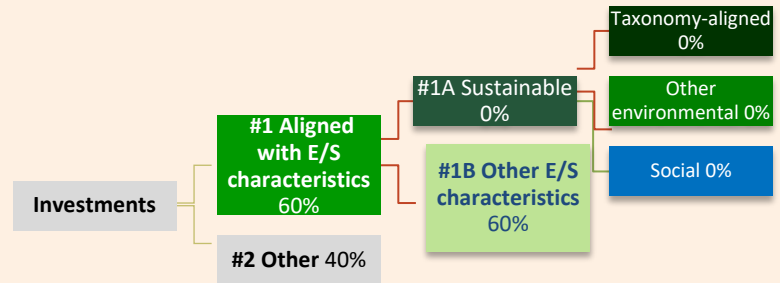 Investments
#1 Aligned
with E/S
characteristics
60%
#2 Other 40%
#1A Sustainable
0%
#1B Other E/S
characteristics
60%
Taxonomy-aligned
0%
Other
environmental 0%
Social 0%